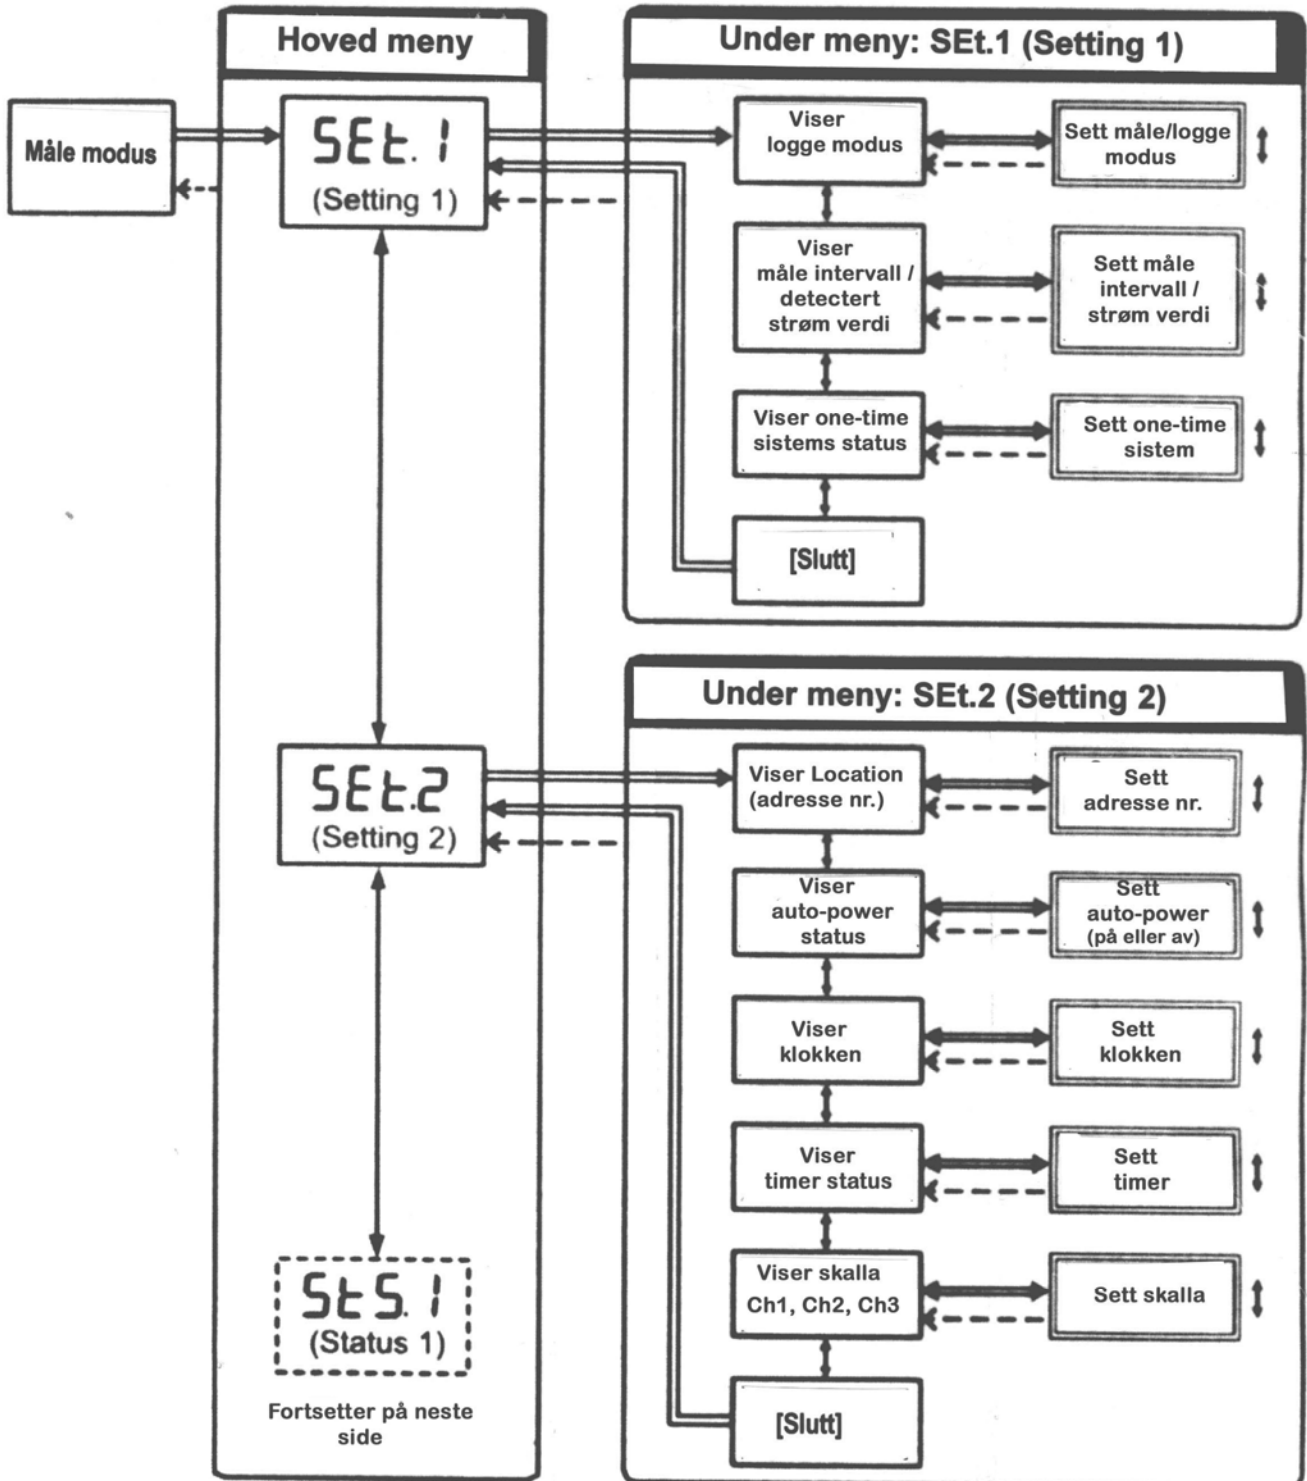 Hoved meny
Måle modus
SEt.1
(Setting 1)
SEt.2
(Setting 2)
StS.1
(Status 1)
Fortsetter på neste
side
Under meny: SEt.1 (Setting 1)
Viser
logge modus
Sett måle/logge
modus
Viser
måle intervall /
detectert
strøm verdi
Sett måle
intervall /
strøm verdi
Viser one-time
sistems status
Sett one-time
sistem
[Slutt]
Under meny: SEt.2 (Setting 2)
Viser Location
(adresse nr.)
Sett
adresse nr.
Viser
auto-power
status
Sett
auto-power
(på eller av)
Viser
klokken
Sett
klokken
Viser
timer status
Sett
timer
Viser skalla
Ch1, Ch2, Ch3
Sett skalla
[Slutt]